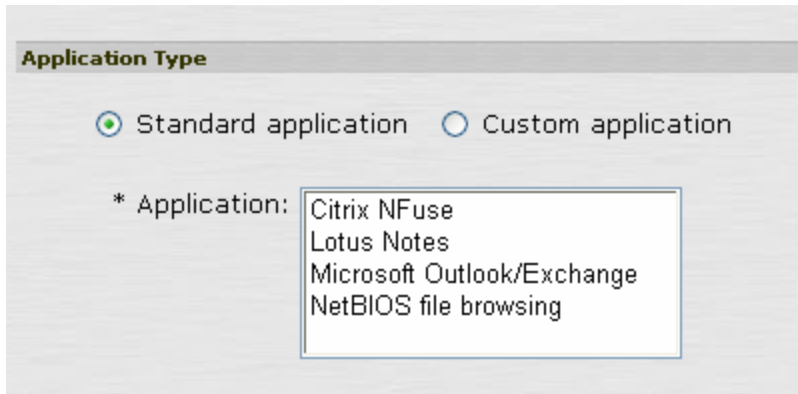 Application Type
Standard application Custom application
* Application:
Citrix NFuse
Lotus Notes
Microsoft Outlook/Exchange
NetBIOS file browsing